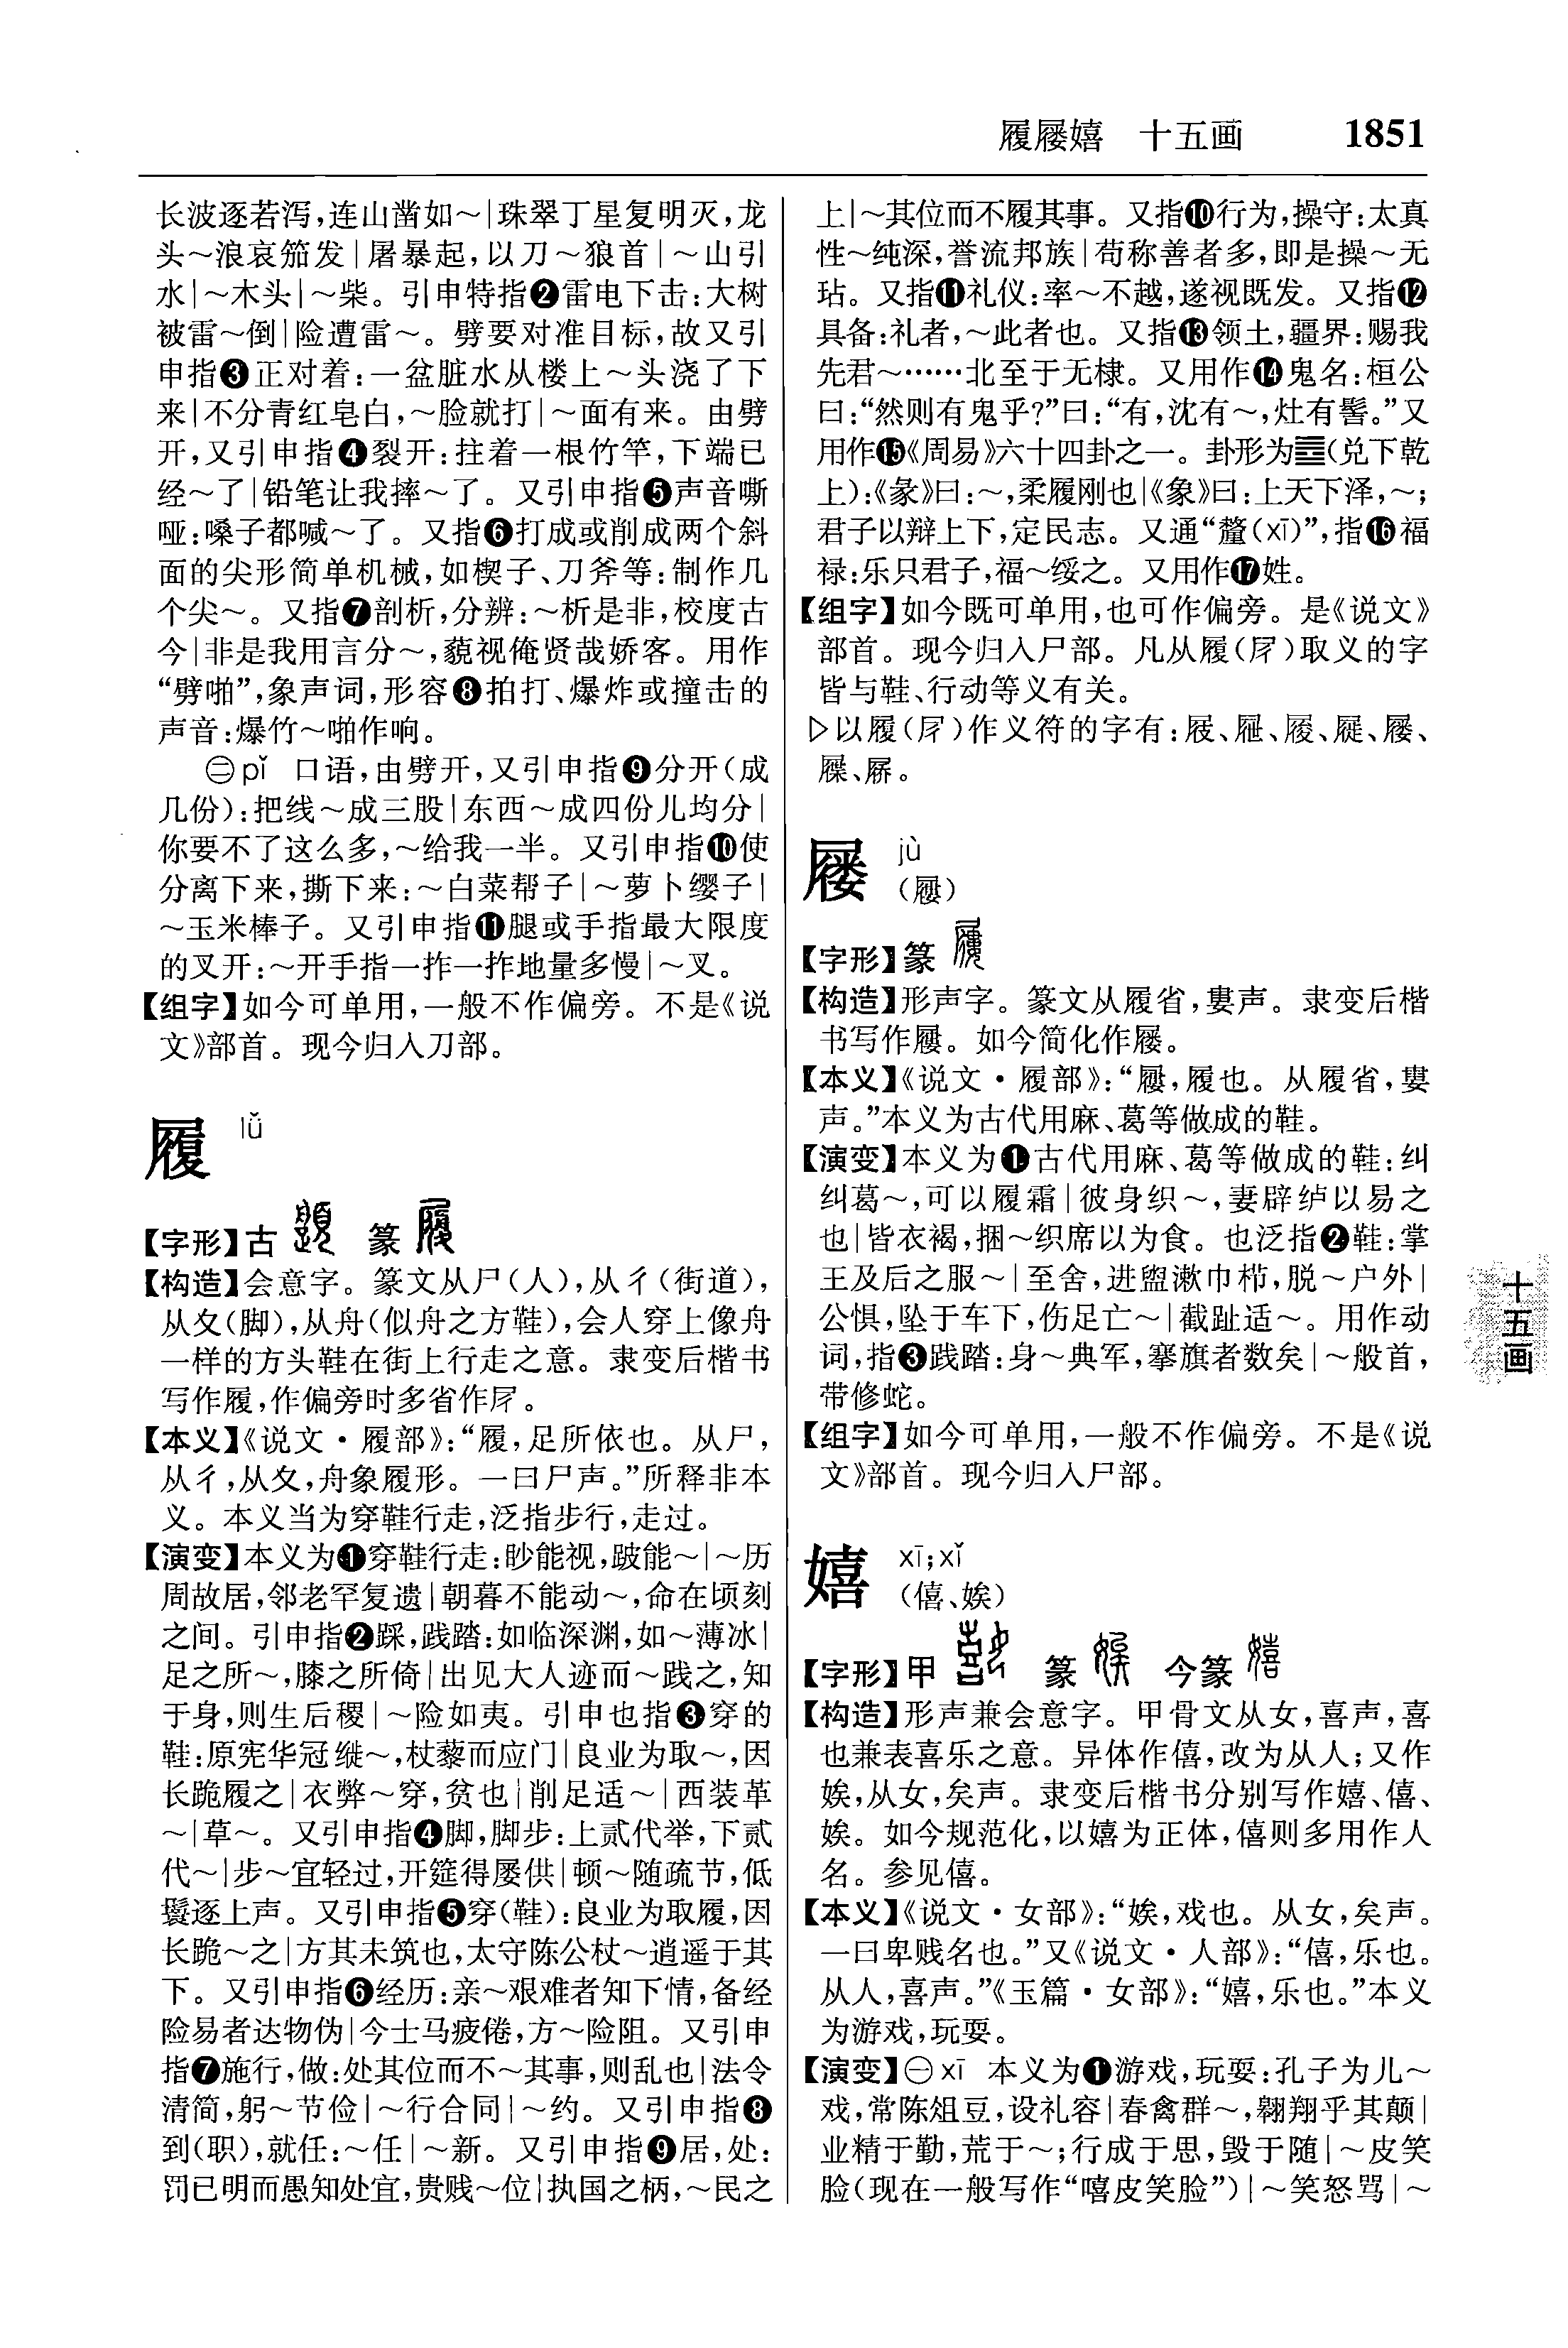 履屦嬉　十五画　1851
长波逐若泻，连山凿如～|珠翠丁星复明灭，龙
头～浪哀笳发|屠暴起，以刀～狼首|～山引
水|～木头|～柴。引申特指❷雷电下击：大树
被雷～倒|险遭雷～。劈要对准目标，故又引
申指❸正对着：一盆脏水从楼上～头浇了下
来|不分青红皂白，～脸就打|～面有来。由劈
开，又引申指❹裂开：拄着一根竹竿，下端已
经～了|铅笔让我摔～了。又引申指❺声音嘶
哑：嗓子都喊～了。又指❻打成或削成两个斜
面的尖形简单机械，如楔子、刀斧等：制作几
个尖～。又指❼剖析，分辨：～析是非，校度古
今|非是我用言分～，藐视俺贤哉娇客。用作
“劈啪”，象声词，形容❽拍打、爆炸或撞击的
声音：爆竹～啪作响。
㊁pǐ　口语，由劈开，又引申指❾分开（成
几份）：把线～成三股|东西～成四份儿均分|
你要不了这么多，～给我一半。又引申指❿使
分离下来，撕下来：～白菜帮子|～萝卜缨子|
～玉米棒子。又引申指⓫腿或手指最大限度
的叉开：～开手指一拃一拃地量多慢|～叉。
【组字】如今可单用，一般不作偏旁。不是《说
文》部首。现今归入刀部。
履　lǚ
【字形】古　篆
【构造】会意字。篆文从尸（人），从彳（街道），
从夂（脚），从舟（似舟之方鞋），会人穿上像舟
一样的方头鞋在街上行走之意。隶变后楷书
写作履，作偏旁时多省作。
【本义】《说文·履部》：“履，足所依也。从尸，
从彳，从夂，舟象履形。一曰尸声。”所释非本
义。本义当为穿鞋行走，泛指步行，走过。
【演变】本义为❶穿鞋行走：眇能视，跛能～|～历
周故居，邻老罕复遗|朝暮不能动～，命在顷刻
之间。引申指❷踩，践踏：如临深渊，如～薄冰|
足之所～，膝之所倚|出见大人迹而～践之，知
于身，则生后稷|～险如夷。引申也指❸穿的
鞋：原宪华冠縰～，杖藜而应门|良业为取～，因
长跪履之|衣弊～穿，贫也|削足适～|西装革
～|草～。又引申指❹脚，脚步：上贰代举，下贰
代～|步～宜轻过，开筵得屡供|顿～随疏节，低
鬟逐上声。又引申指❺穿（鞋）：良业为取履，因
长跪～之|方其未筑也，太守陈公杖～逍遥于其
下。又引申指❻经历：亲～艰难者知下情，备经
险易者达物伪|今士马疲倦，方～险阻。又引申
指❼施行，做：处其位而不～其事，则乱也|法令
清简，躬～节俭|～行合同|～约。又引申指❽
到（职），就任：～任|～新。又引申指❾居，处：
罚已明而愚知处宜，贵贱～位|执国之柄，～民之
上|～其位而不履其事。又指❿行为，操守：太真
性～纯深，誉流邦族|苟称善者多，即是操～无
玷。又指⓫礼仪：率～不越，遂视既发。又指⓬
具备：礼者，～此者也。又指⓭领土，疆界：赐我
先君～……北至于无棣。又用作⓮鬼名：桓公
曰：“然则有鬼乎？”曰：“有，沈有～，灶有髻。”又
用作⓯《周易》六十四卦之一。卦形为䷉（兑下乾
上）：《彖》曰：～，柔履刚也|《象》曰：上天下泽，～；
君子以辩上下，定民志。又通“釐（xī）”，指⓰福
禄：乐只君子，福～绥之。又用作⓱姓。
【组字】如今既可单用，也可作偏旁。是《说文》
部首。现今归入尸部。凡从履（）取义的字
皆与鞋、行动等义有关。
▷以履（）作义符的字有：屐、屉、屦、
屧、屩。
屦　jù
（屨）
【字形】篆
【构造】形声字。篆文从履省，婁声。隶变后楷
书写作屨。如今简化作屦。
【本义】《说文·履部》：“屨，履也。从履省，婁
声。”本义为古代用麻、葛等做成的鞋。
【演变】本义为❶古代用麻、葛等做成的鞋：纠
纠葛～，可以履霜|彼身织～，妻辟纑以易之
也|皆衣褐，捆～织席以为食。也泛指❷鞋：掌
王及后之服～|至舍，进盥漱巾栉，脱～户外|
公惧，坠于车下，伤足亡～|截趾适～。用作动
词，指❸践踏：身～典军，搴旗者数矣|～般首，
带修蛇。
【组字】如今可单用，一般不作偏旁。不是《说
文》部首。现今归入尸部。
嬉　xī；xǐ
（僖、娭）
【字形】甲　篆　今篆
【构造】形声兼会意字。甲骨文从女，喜声，喜
也兼表喜乐之意。异体作僖，改为从人；又作
娭，从女，矣声。隶变后楷书分别写作嬉、僖、
娭。如今规范化，以嬉为正体，僖则多用作人
名。参见僖。
【本义】《说文·女部》：“娭，戏也。从女，矣声。
一曰卑贱名也。”又《说文·人部》：“僖，乐也。
从人，喜声。”《玉篇·女部》：“嬉，乐也。”本义
为游戏，玩耍。
【演变】㊀xī　本义为❶游戏，玩耍：孔子为儿～
戏，常陈俎豆，设礼容|春禽群～，翱翔乎其颠|
业精于勤，荒于～；行成于思，毁于随|～皮笑
脸（现在一般写作“嘻皮笑脸”）|～笑怒骂|～
十五画